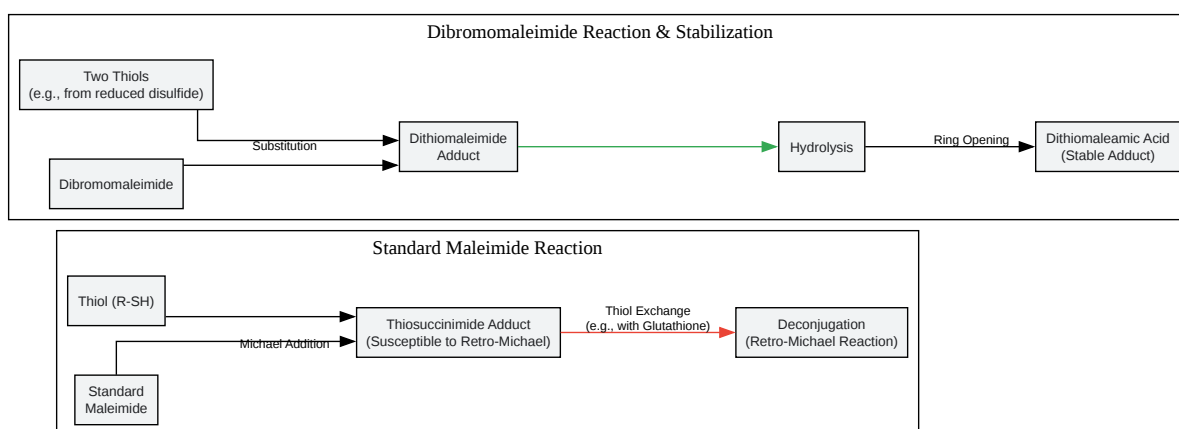 Dibromomaleimide Reaction & Stabilization
Two Thiols
(e.g., from reduced disulfide)
Substitution
Dibromomaleimide
Dithiomaleimide
Adduct
Hydrolysis
Ring Opening
Dithiomaleamic Acid
(Stable Adduct)
Standard Maleimide Reaction
Thiol (R-SH)
Michael Addition
Standard
Maleimide
Thiosuccinimide Adduct
(Susceptible to Retro-Michael)
Thiol Exchange
(e.g., with Glutathione)
Deconjugation
(Retro-Michael Reaction)